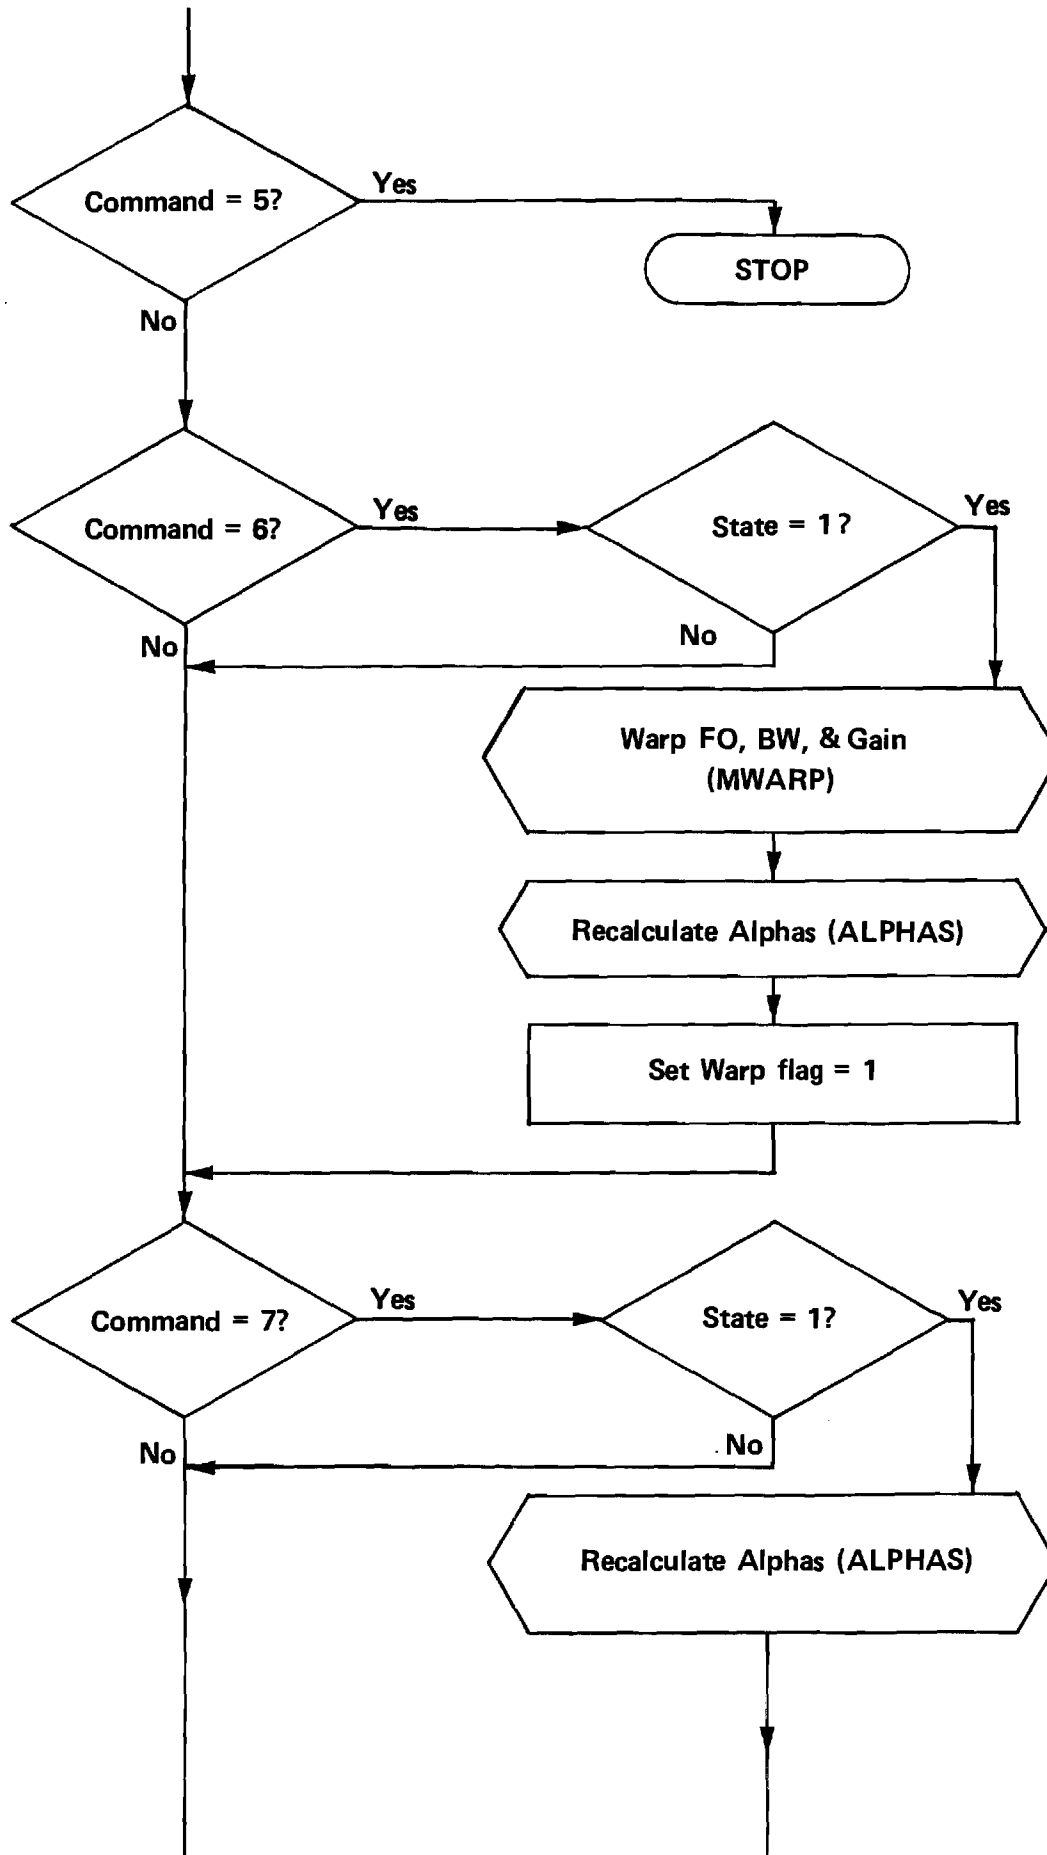 Command = 5?
Yes
STOP
No
Command = 6?
Yes
State = 1?
Yes
No
No
Warp FO, BW, & Gain
(MWARP)
Recalculate Alphas (ALPHAS)
Set Warp flag = 1
Command = 7?
Yes
State = 1?
Yes
No
No
Recalculate Alphas (ALPHAS)